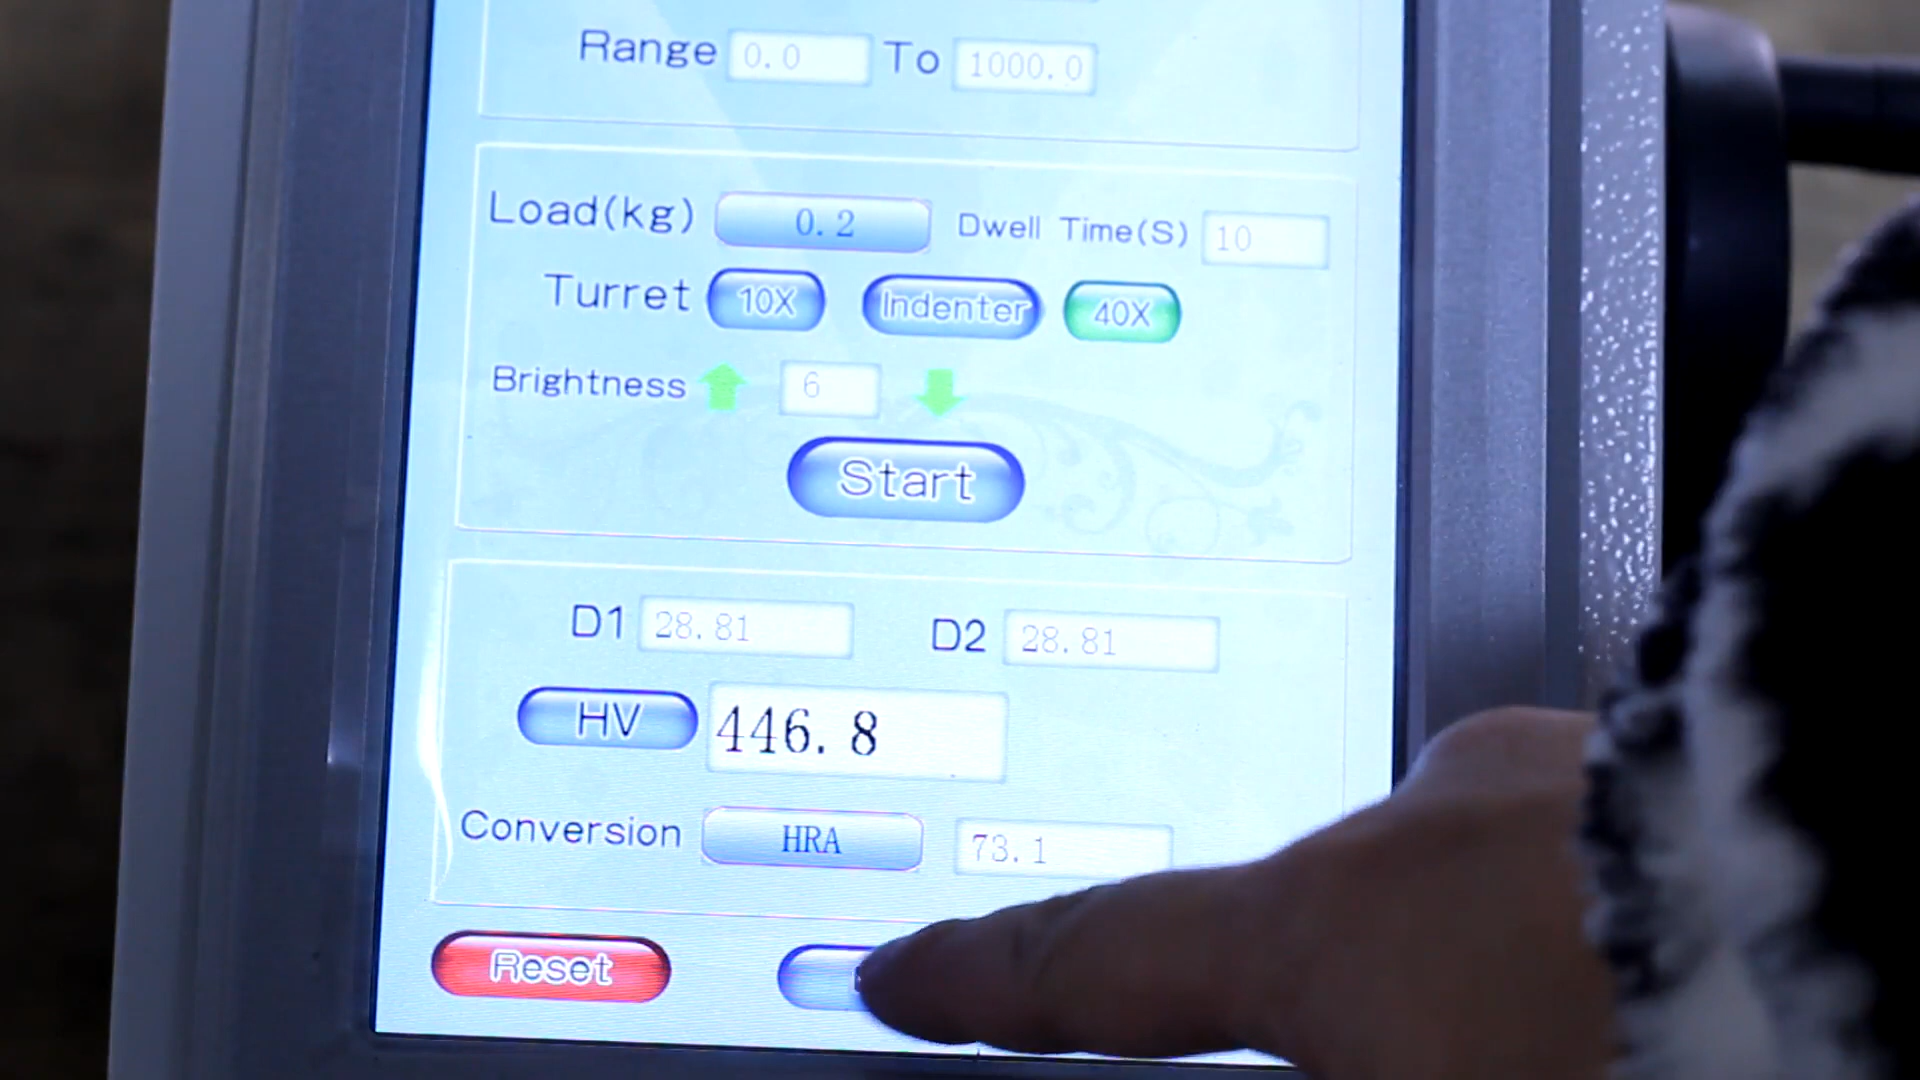 Range 0.0 To 1000.0
Load(kg) 0.2 Dwell Time(S) 10
Turret 10X Indenter 40X
Brightness 6
Start
D1 28.81 D2 28.81
HV 446.8
Conversion HRA 73.1
Reset